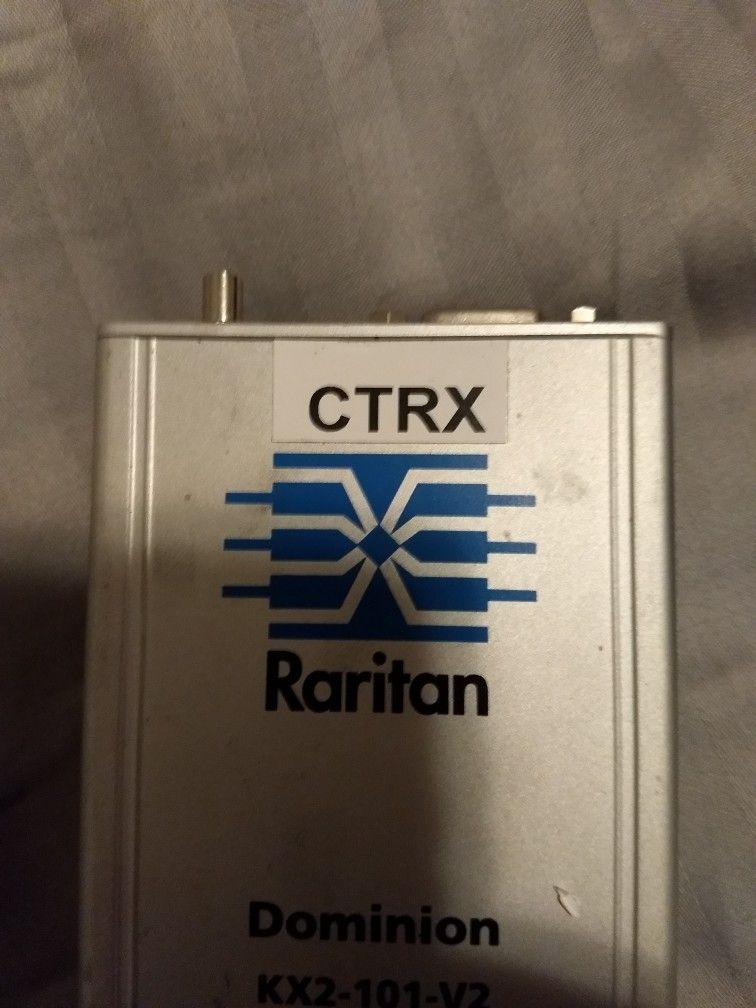 CTRX
Raritan
Dominion
KX2-101-V2